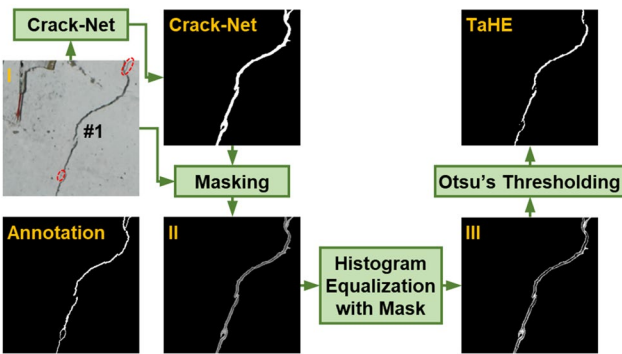 Crack-Net
Crack-Net
TaHE
I
#1
Masking
Otsu's Thresholding
Annotation
II
Histogram
Equalization
with Mask
III